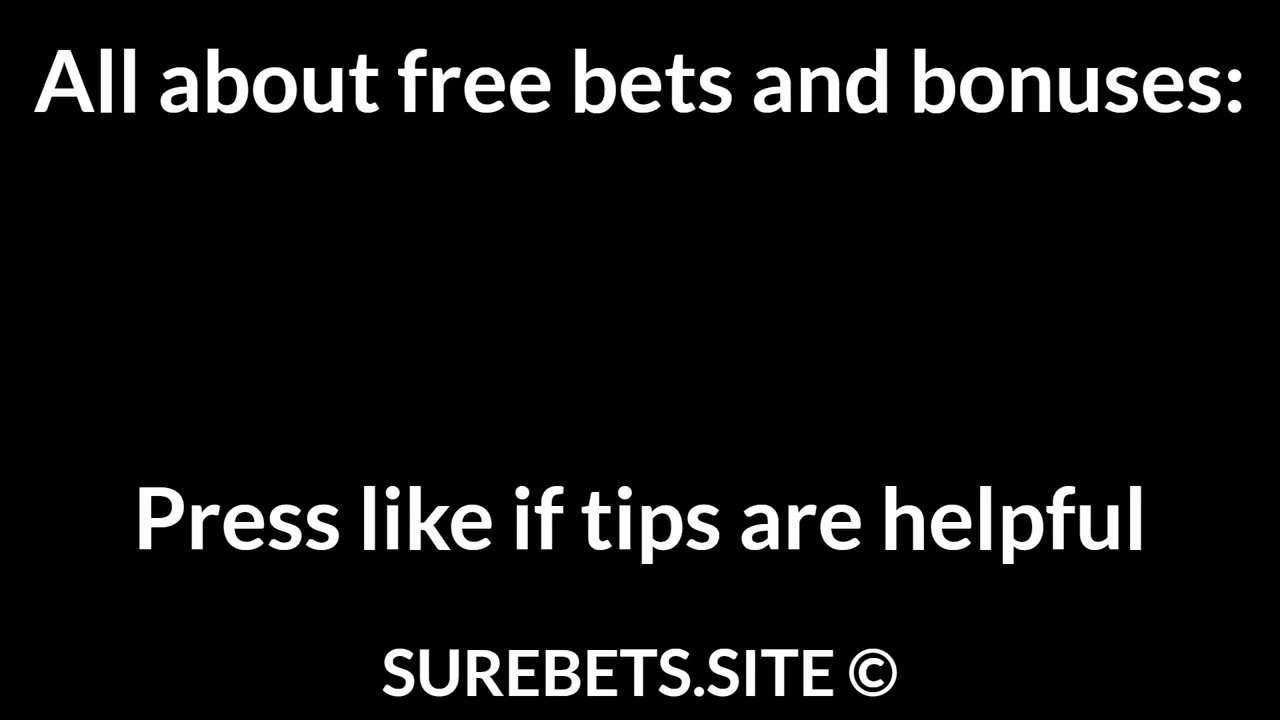 All about free bets and bonuses:
Press like if tips are helpful
SUREBETS.SITE ©